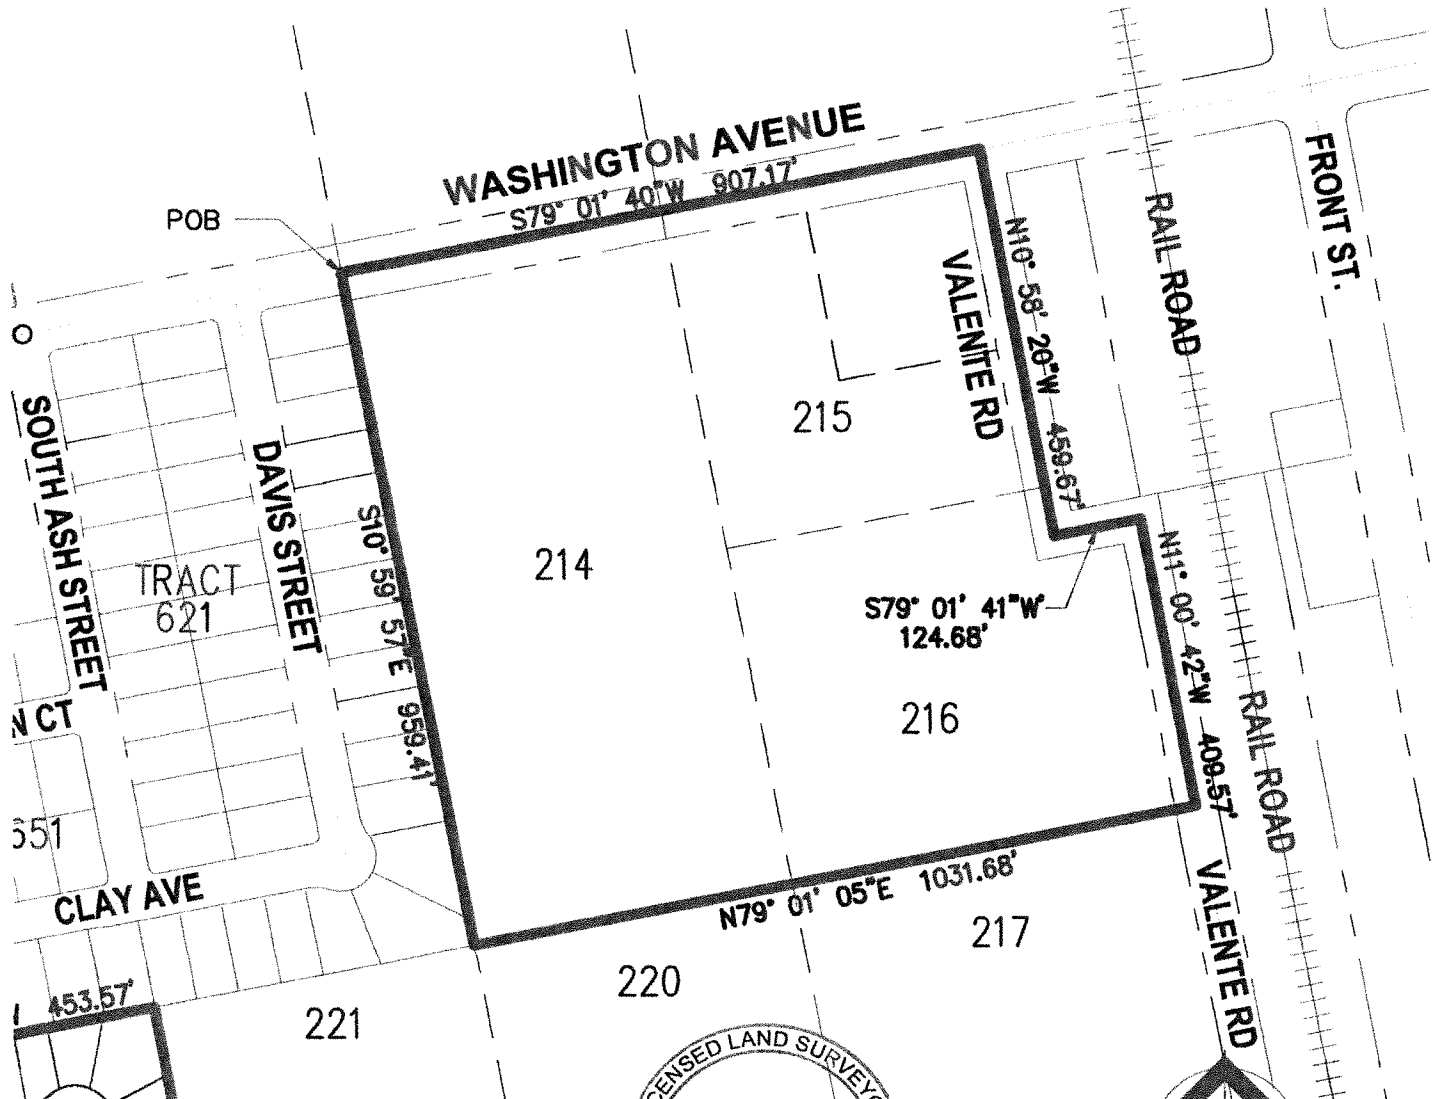 WASHINGTON AVENUE
S79° 01' 40"W 907.17'
POB
FRONT ST.
RAIL ROAD
N10° 58' 20"W 459.67'
VALENTE RD
215
SOUTH ASH STREET
DAVIS STREET
214
S10° 59' 57"E 959.41'
TRACT
621
S79° 01' 41"W
124.68'
N11° 00' 42"W 409.57'
216
N CT
RAIL ROAD
651
CLAY AVE
N79° 01' 05"E 1031.68'
VALENTE RD
217
220
453.57'
221
CENSED LAND SURVEYO